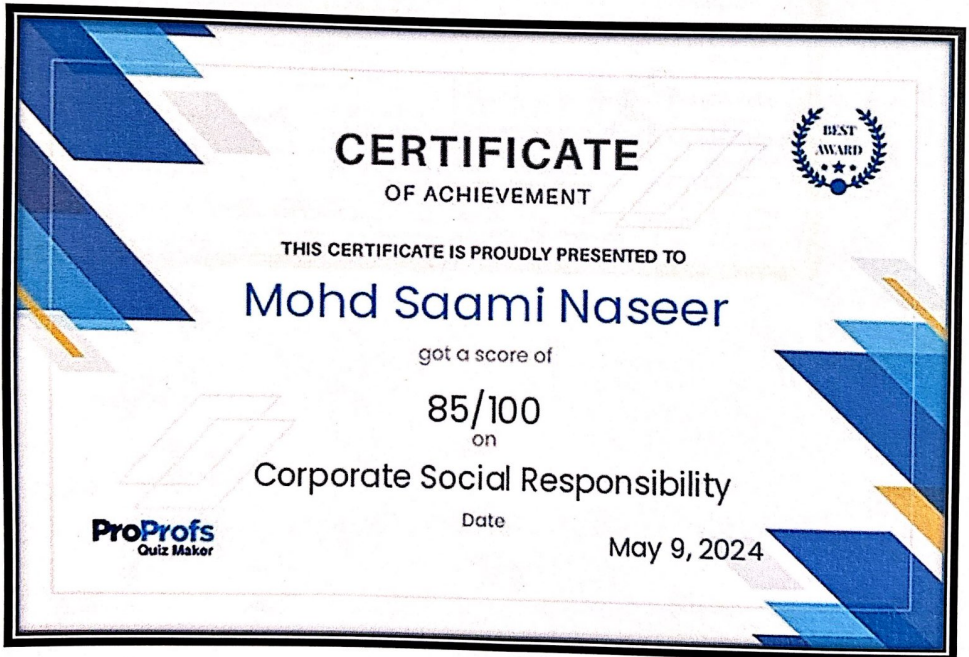 BEST
AWARD
CERTIFICATE
OF ACHIEVEMENT
THIS CERTIFICATE IS PROUDLY PRESENTED TO
Mohd Saami Naseer
got a score of
85/100
on
Corporate Social Responsibility
Date
May 9, 2024
ProProfs
Quiz Maker